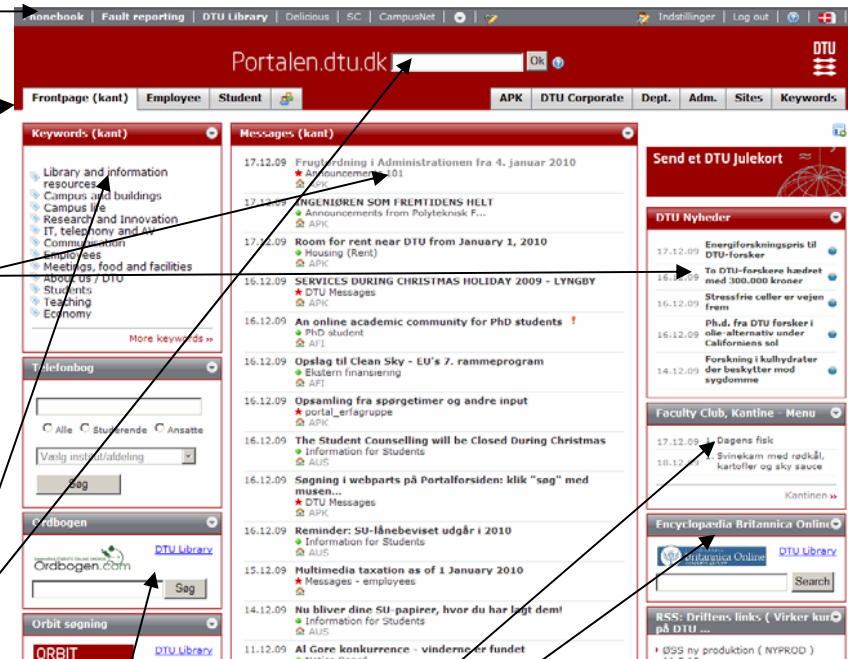 Phonebook | Fault reporting | DTU Library | Delicious | SC | CampusNet |
Indstillinger | Log out |
Portalen.dtu.dk
Ok
DTU
Frontpage (kant)
Employee
Student
APK
DTU Corporate
Dept.
Adm.
Sites
Keywords
Keywords (kant)
Library and information
resources
Campus and buildings
Campus life
Research and Innovation
IT, telephony and AV
Communication
Employees
Meetings, food and facilities
About us / DTU
Students
Teaching
Economy
More keywords »
Telefonbog
Alle Studerende Ansatte
Vælg institut/afdeling
Søg
Ordbogen
Ordbogen.com
DTU Library
Søg
Orbit søgning
ORBIT
DTU Library
Messages (kant)
17.12.09 Frugtordning i Administrationen fra 4. januar 2010
Announcements 101
APK
17.12.09 INGENIØREN SOM FREMTIDENS HELT
Announcements from Polyteknisk F...
APK
17.12.09 Room for rent near DTU from January 1, 2010
Housing (Rent)
APK
16.12.09 SERVICES DURING CHRISTMAS HOLIDAY 2009 - LYNGBY
DTU Messages
APK
16.12.09 An online academic community for PhD students !
PhD student
AFI
16.12.09 Opslag til Clean Sky - EU's 7. rammeprogram
Ekstern finansiering
AFI
16.12.09 Opsamling fra spørgetimer og andre input
portal_erfagruppe
APK
16.12.09 The Student Counselling will be Closed During Christmas
Information for Students
AUS
16.12.09 Søgning i webparts på Portalforsiden: klik "søg" med
musen...
DTU Messages
APK
16.12.09 Reminder: SU-lånebeviset udgår i 2010
Information for Students
AUS
15.12.09 Multimedia taxation as of 1 January 2010
Messages - employees
14.12.09 Nu bliver dine SU-papirer, hvor du har lagt dem!
Information for Students
AUS
11.12.09 Al Gore konkurrence - vinderne er fundet
Send et DTU Julekort
DTU Nyheder
17.12.09 Energiforskningspris til
DTU-forsker
16.12.09 To DTU-forskere hædret
med 300.000 kroner
16.12.09 Stressfrie celler er vejen
frem
16.12.09 Ph.d. fra DTU forsker i
olie-alternativ under
Californiens sol
14.12.09 Forskning i kulhydrater
der beskytter mod
sygdomme
Faculty Club, Kantine - Menu
17.12.09 1. Dagens fisk
18.12.09 1. Svinekam med rødkål,
kartofler og sky sauce
Kantinen »
Encyclopædia Britannica Online
Britannica Online
DTU Library
Search
RSS: Driftens links ( Virker kun
på DTU ...
ØSS ny produktion ( NYPROD )